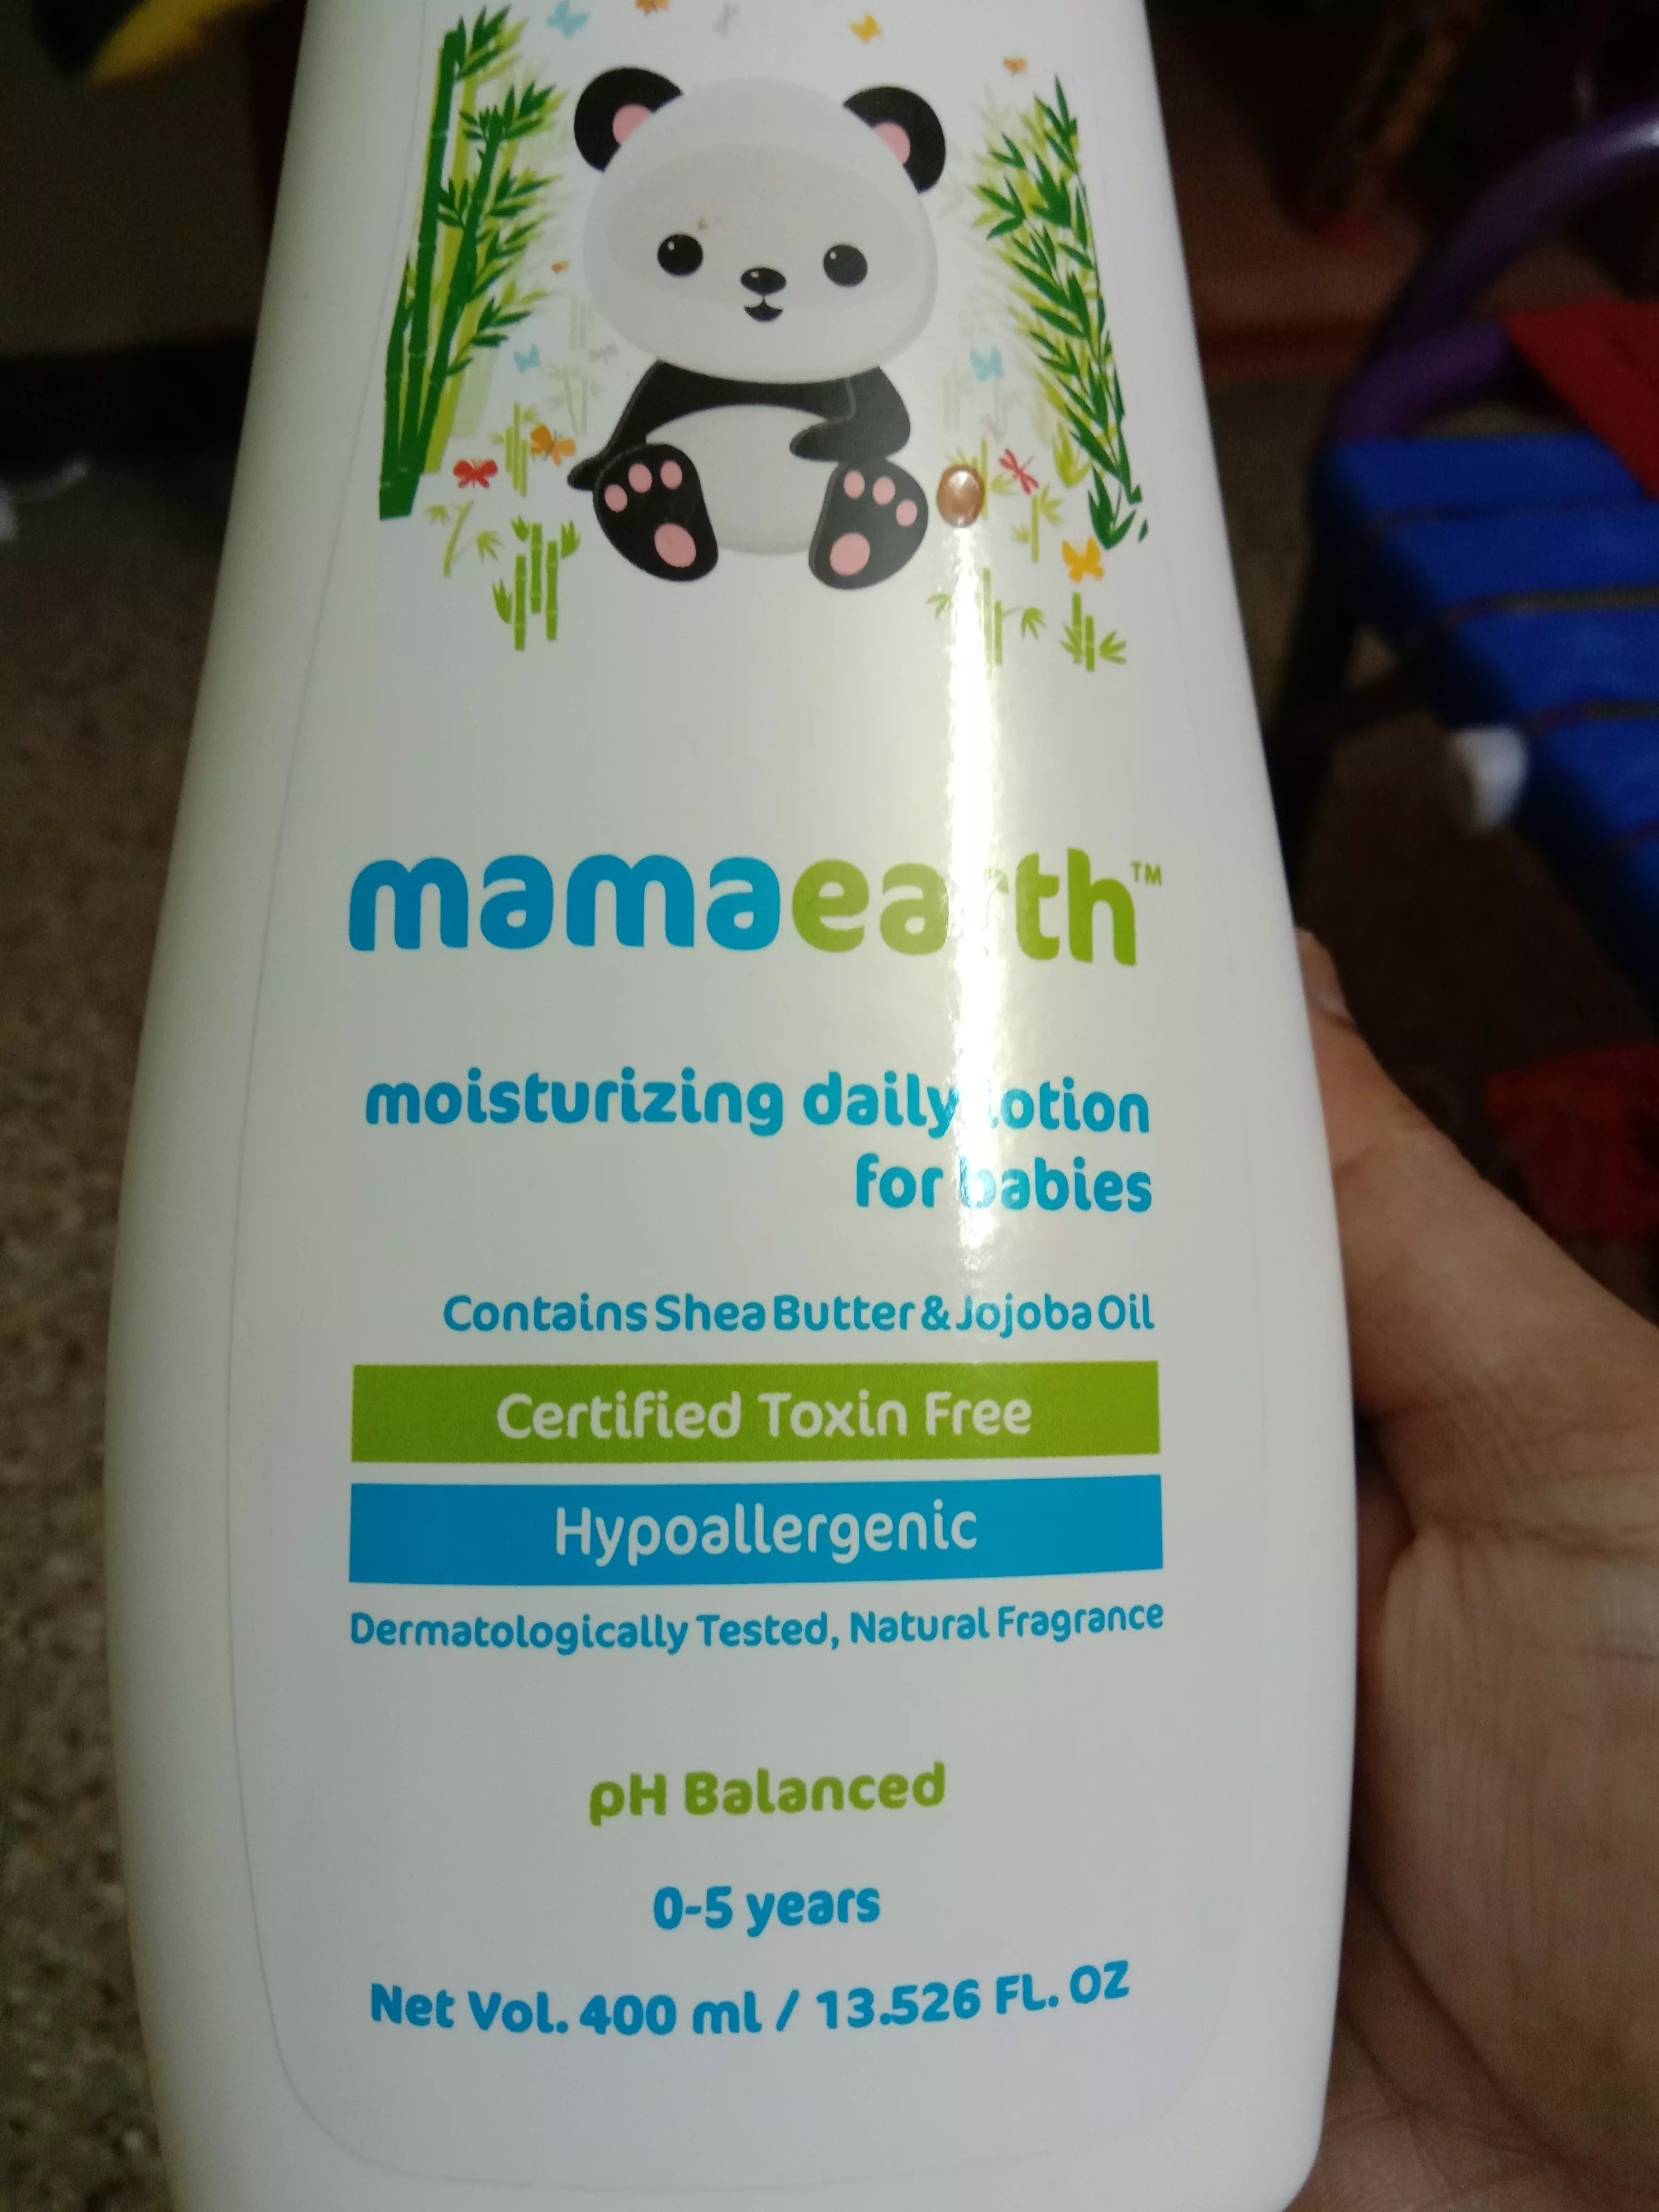 mamaearth™
moisturizing daily lotion
for babies
Contains Shea Butter & Jojoba Oil
Certified Toxin Free
Hypoallergenic
Dermatologically Tested, Natural Fragrance
pH Balanced
0-5 years
Net Vol. 400 ml / 13.526 FL. OZ